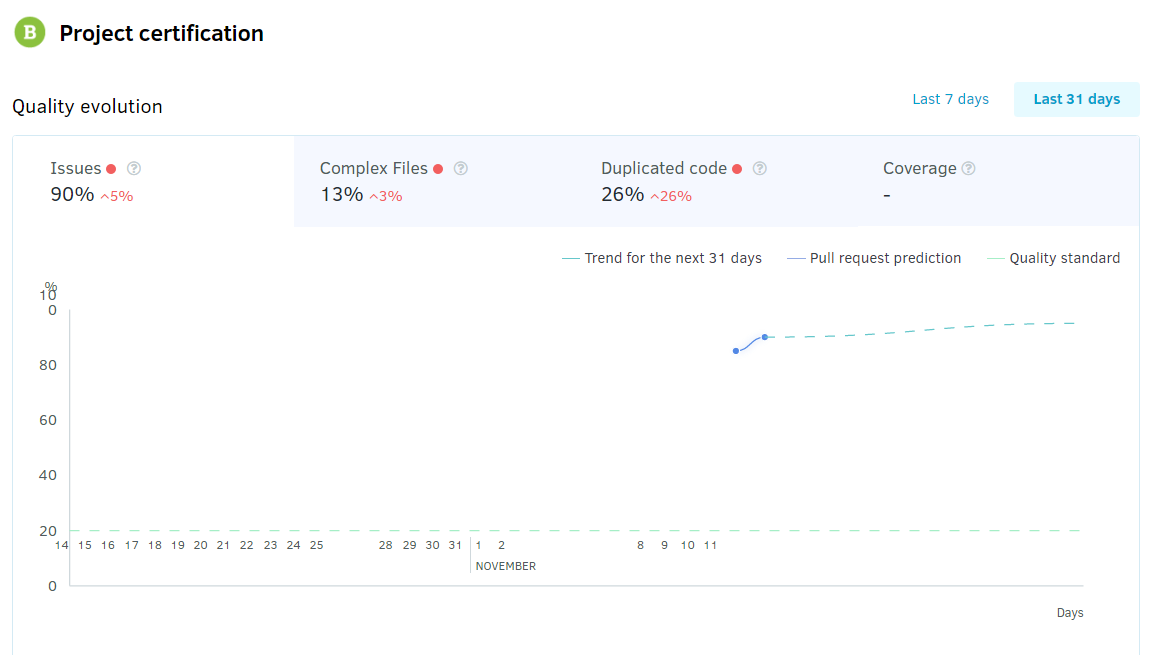 B Project certification
Quality evolution
Last 7 days Last 31 days
Issues ? Complex Files ? Duplicated code ? Coverage ?
90% 5% 13% 3% 26% 26% -
Trend for the next 31 days Pull request prediction Quality standard
%
10
0
80
60
40
20
14 15 16 17 18 19 20 21 22 23 24 25 28 29 30 31 1 2 8 9 10 11
NOVEMBER
0
Days